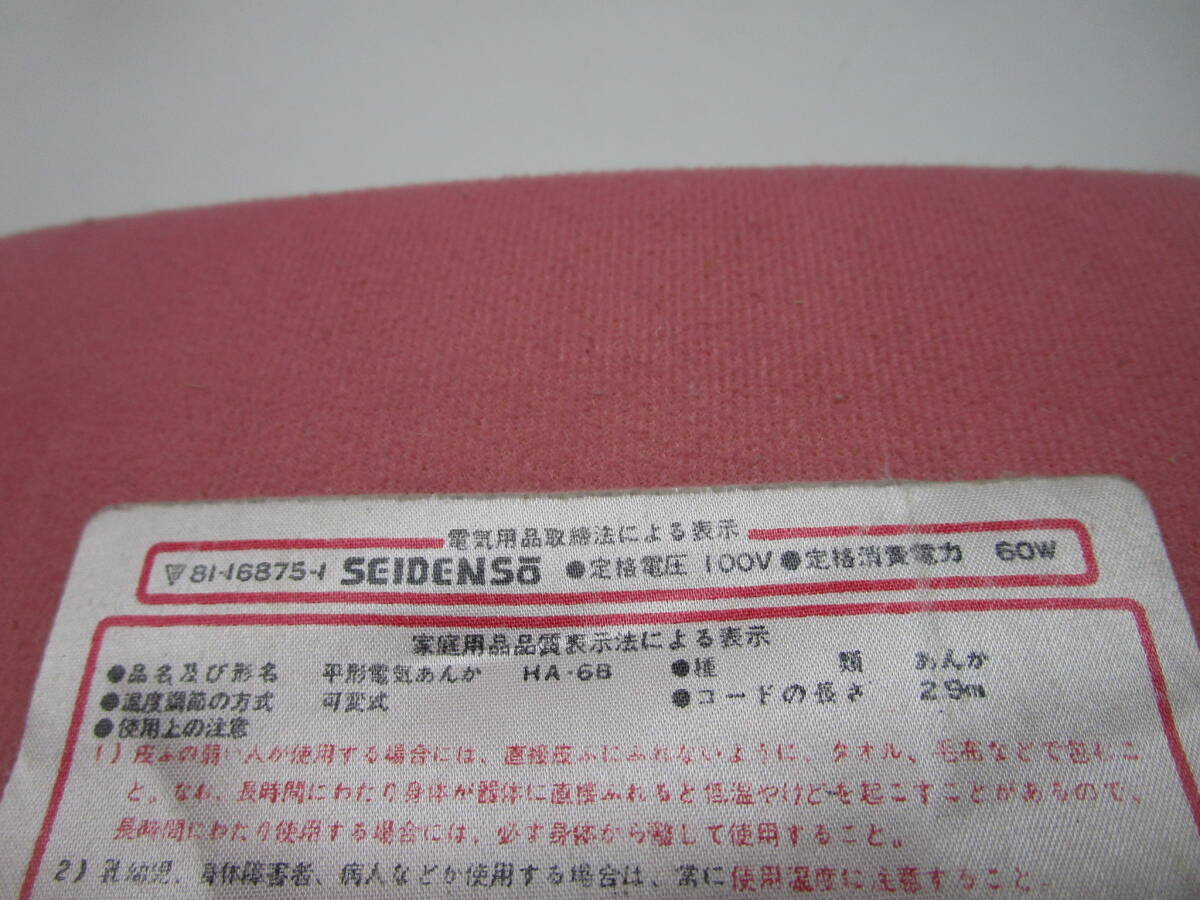 電気用品取締法による表示
▽ 81-16875-1 SEIDENSŌ ●定格電圧 100V ●定格消費電力 60W
家庭用品品質表示法による表示
●品名及び形名 平形電気あんか HA-6B ●種類 あんか
●温度調節の方式 可変式 ●コードの長さ 2.9m
●使用上の注意
1) 皮ふの弱い人が使用する場合には、直接皮ふにふれないように、タオル、毛布などで包むこ
と。なお、長時間にわたり身体が器体に直接ふれると低温やけどを起こすことがあるので、
長時間にわたり使用する場合には、必ず身体から離して使用すること。
2) 乳幼児、身体障害者、病人などが使用する場合は、常に使用温度に注意すること。